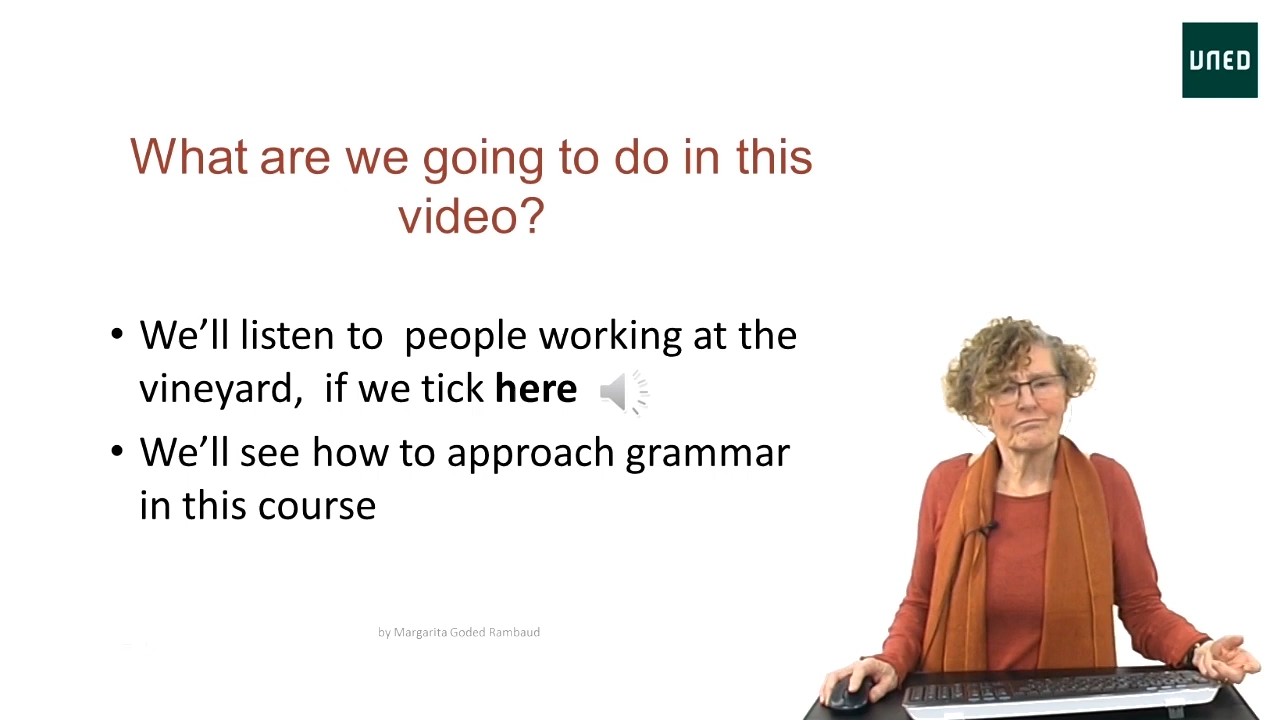 UNED
What are we going to do in this
video?
• We’ll listen to  people working at the
vineyard,  if we tick here
• We’ll see how to approach grammar
in this course
by Margarita Goded Rambaud